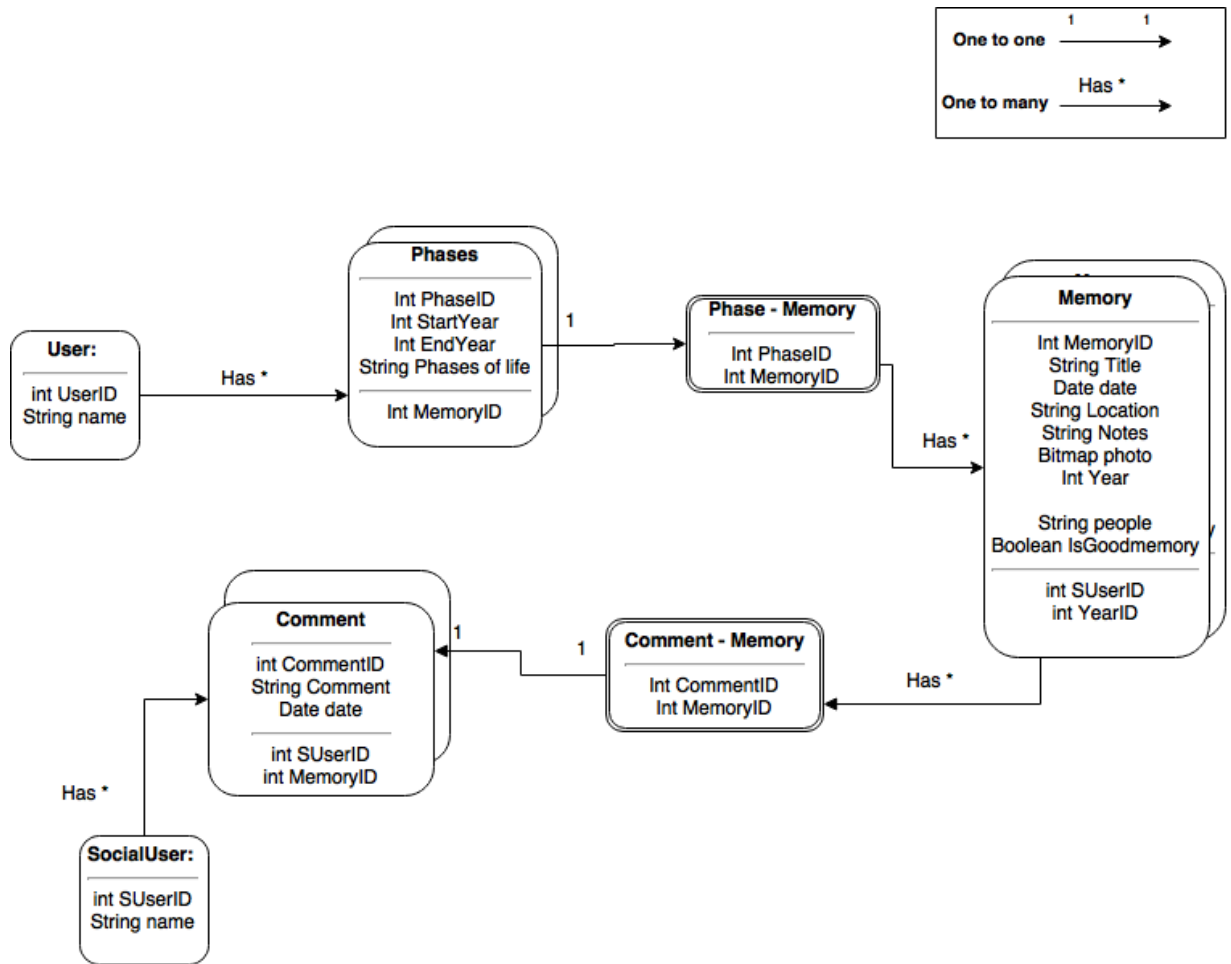 1 1
One to one
Has *
One to many
Phases
Int PhaseID
Int StartYear
Int EndYear
String Phases of life
Int MemoryID
User:
int UserID
String name
Has *
1
Phase - Memory
Int PhaseID
Int MemoryID
Has *
Memory
Int MemoryID
String Title
Date date
String Location
String Notes
Bitmap photo
Int Year
String people
Boolean IsGoodmemory
int SUserID
int YearID
Comment
int CommentID
String Comment
Date date
int SUserID
int MemoryID
1
1
Comment - Memory
Int CommentID
Int MemoryID
Has *
Has *
SocialUser:
int SUserID
String name